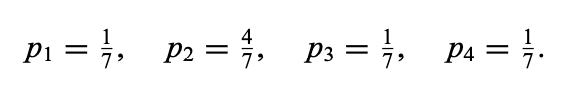 p₁ = 1/7, p₂ = 4/7, p₃ = 1/7, p₄ = 1/7.